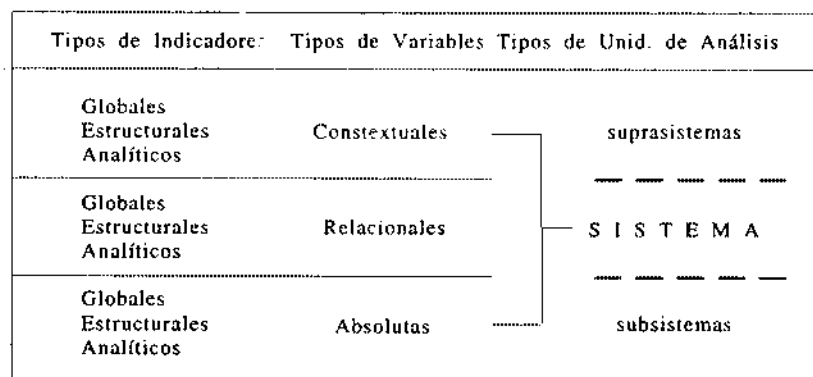 Tipos de Indicadore: Tipos de Variables Tipos de Unid. de Análisis
Globales
Estructurales Constextuales suprasistemas
Analíticos
Globales
Estructurales Relacionales S I S T E M A
Analíticos
Globales
Estructurales Absolutas subsistemas
Analíticos